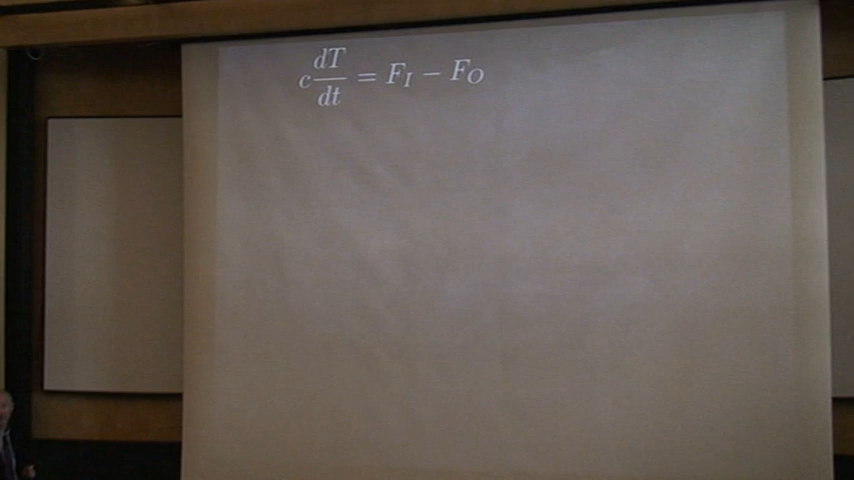 c dT/dt = F_I − F_O